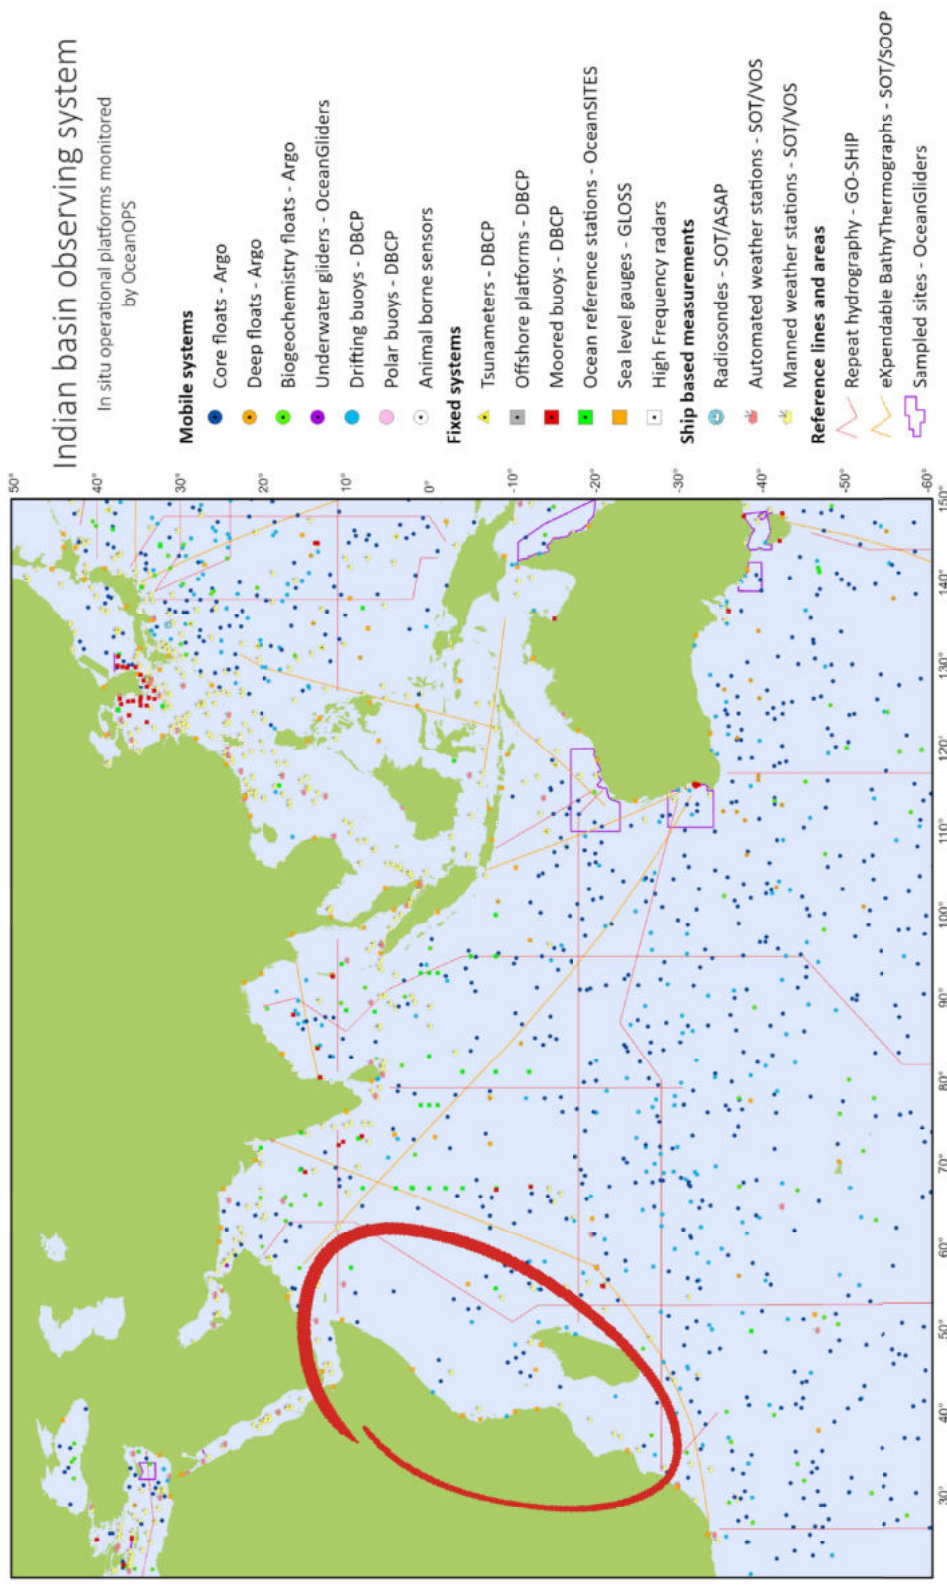 Indian basin observing system
In situ operational platforms monitored
by OceanOPS
Mobile systems
Core floats - Argo
Deep floats - Argo
Biogeochemistry floats - Argo
Underwater gliders - OceanGliders
Drifting buoys - DBCP
Polar buoys - DBCP
Animal borne sensors
Fixed systems
Tsunameters - DBCP
Offshore platforms - DBCP
Moored buoys - DBCP
Ocean reference stations - OceanSITES
Sea level gauges - GLOSS
High Frequency radars
Ship based measurements
Radiosondes - SOT/ASAP
Automated weather stations - SOT/VOS
Manned weather stations - SOT/VOS
Reference lines and areas
Repeat hydrography - GO-SHIP
eXpendable BathyThermographs - SOT/SOOP
Sampled sites - OceanGliders
50°
40°
30°
20°
10°
0°
-10°
-20°
-30°
-40°
-50°
-60°
30°
40°
50°
60°
70°
80°
90°
100°
110°
120°
130°
140°
150°